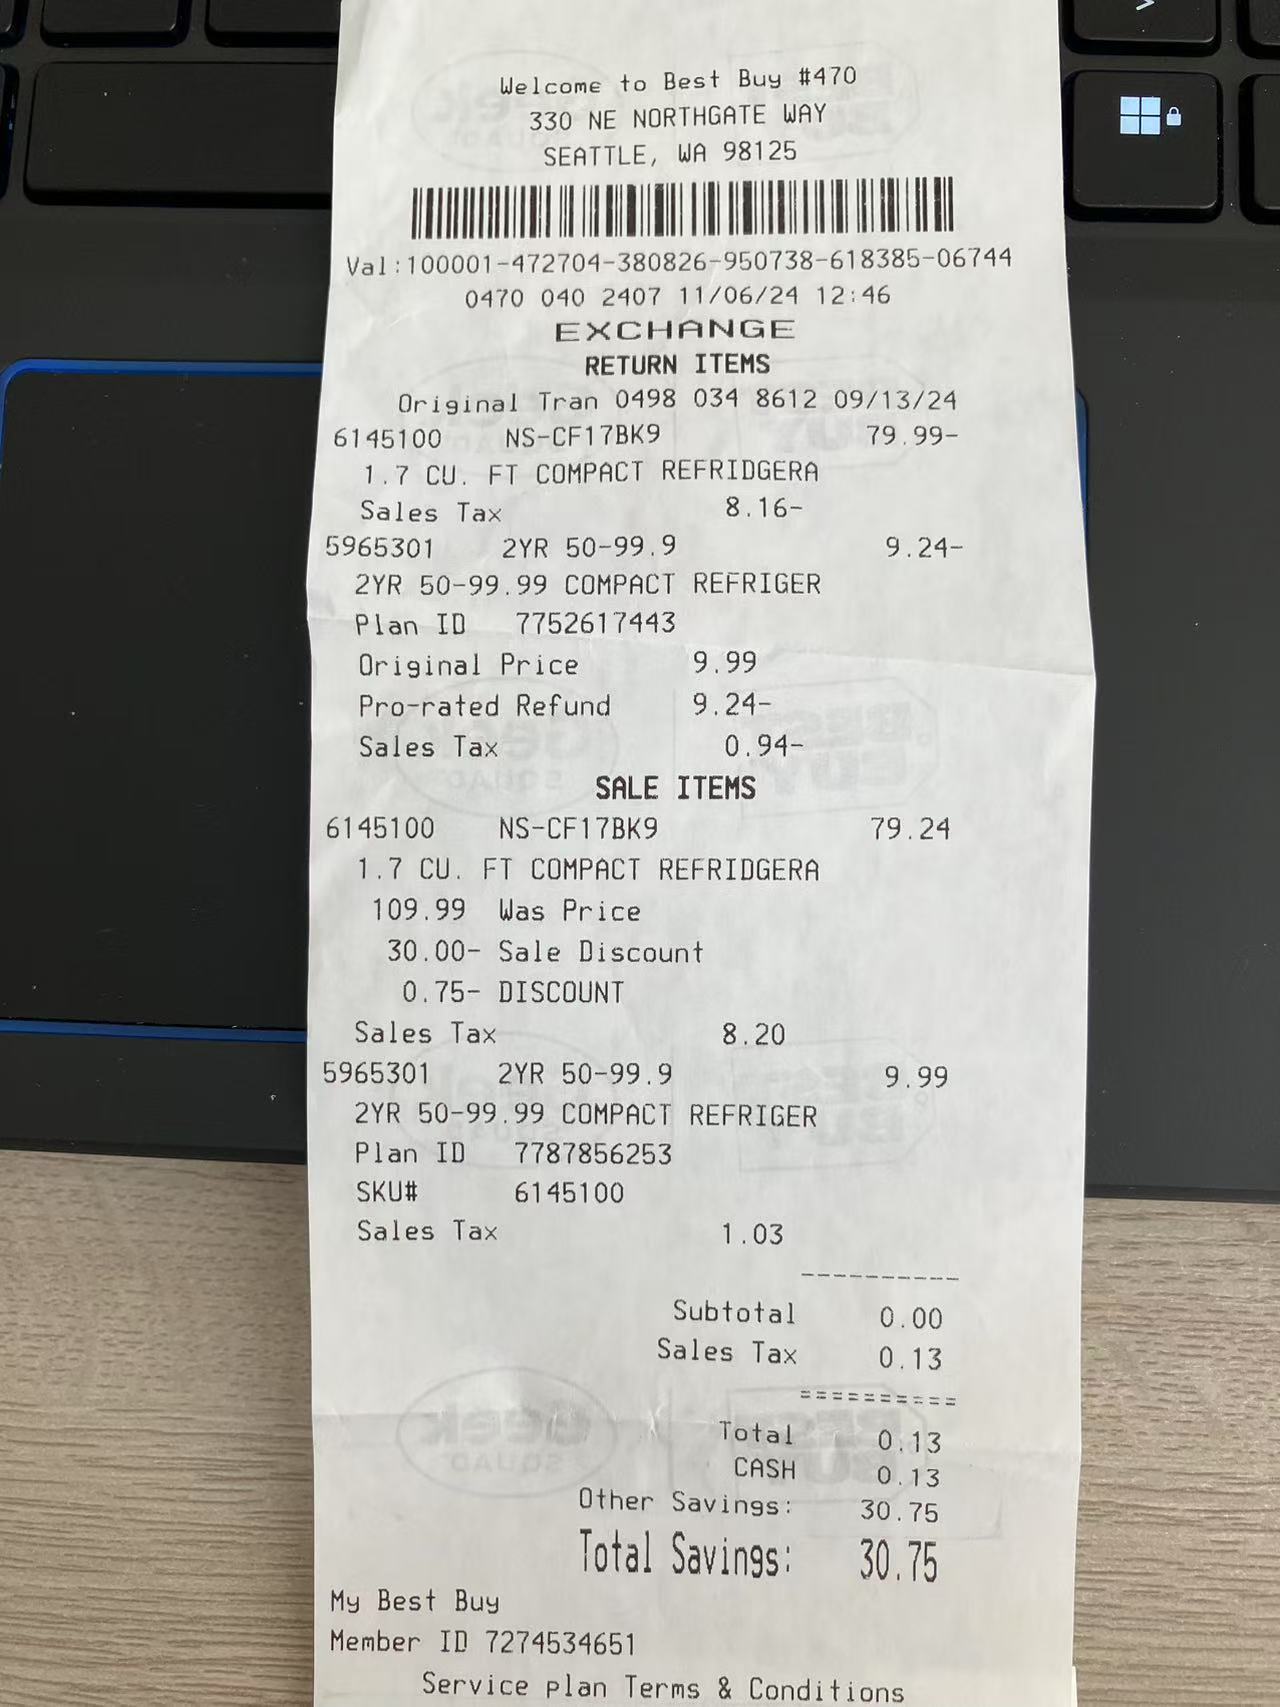 Welcome to Best Buy #470
330 NE NORTHGATE WAY
SEATTLE, WA 98125
Val:100001-472704-380826-950738-618385-06744
0470 040 2407 11/06/24 12:46
EXCHANGE
RETURN ITEMS
Original Tran 0498 034 8612 09/13/24
6145100 NS-CF17BK9 79.99-
1.7 CU. FT COMPACT REFRIDGERA
Sales Tax 8.16-
5965301 2YR 50-99.9 9.24-
2YR 50-99.99 COMPACT REFRIGER
Plan ID 7752617443
Original Price 9.99
Pro-rated Refund 9.24-
Sales Tax 0.94-
SALE ITEMS
6145100 NS-CF17BK9 79.24
1.7 CU. FT COMPACT REFRIDGERA
109.99 Was Price
30.00- Sale Discount
0.75- DISCOUNT
Sales Tax 8.20
5965301 2YR 50-99.9 9.99
2YR 50-99.99 COMPACT REFRIGER
Plan ID 7787856253
SKU# 6145100
Sales Tax 1.03
----------
Subtotal 0.00
Sales Tax 0.13
==========
Total 0.13
CASH 0.13
Other Savings: 30.75
Total Savings: 30.75
My Best Buy
Member ID 7274534651
Service plan Terms & Conditions